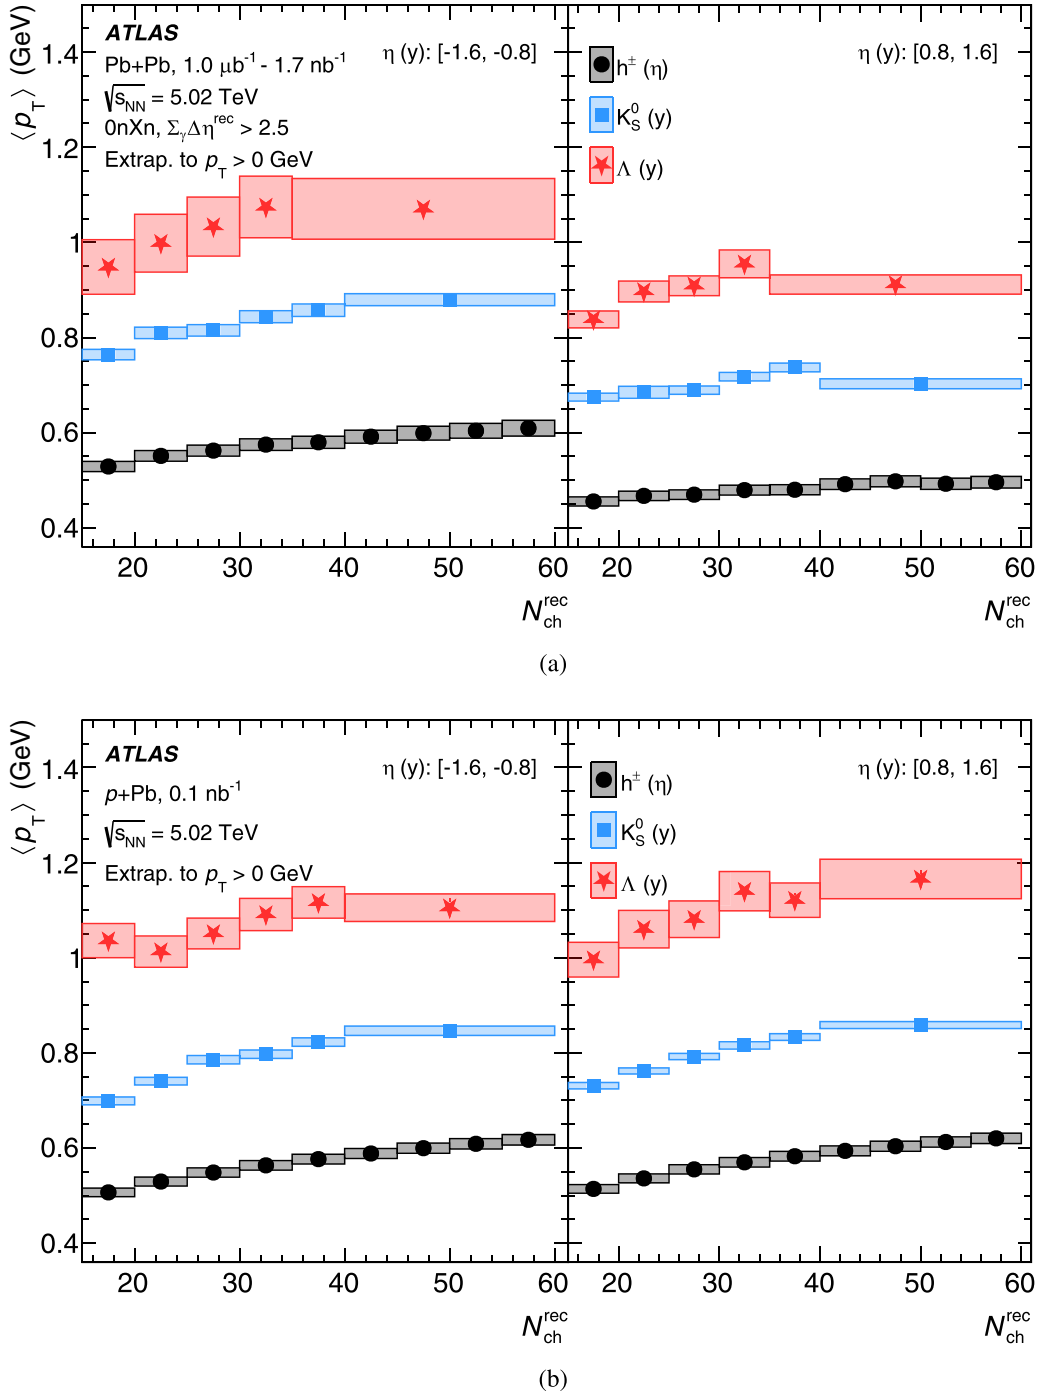 ATLAS
Pb+Pb, 1.0 μb⁻¹ - 1.7 nb⁻¹
√s_NN = 5.02 TeV
0nXn, Σ_γΔη^rec > 2.5
Extrap. to p_T > 0 GeV
η (y): [-1.6, -0.8]
η (y): [0.8, 1.6]
h± (η)
K_S^0 (y)
Λ (y)
⟨p_T⟩ (GeV)
1.4
1.2
1
0.8
0.6
0.4
20 30 40 50 60
20 30 40 50 60
N_ch^rec
N_ch^rec
(a)
ATLAS
p+Pb, 0.1 nb⁻¹
√s_NN = 5.02 TeV
Extrap. to p_T > 0 GeV
η (y): [-1.6, -0.8]
η (y): [0.8, 1.6]
h± (η)
K_S^0 (y)
Λ (y)
⟨p_T⟩ (GeV)
1.4
1.2
1
0.8
0.6
0.4
20 30 40 50 60
20 30 40 50 60
N_ch^rec
N_ch^rec
(b)